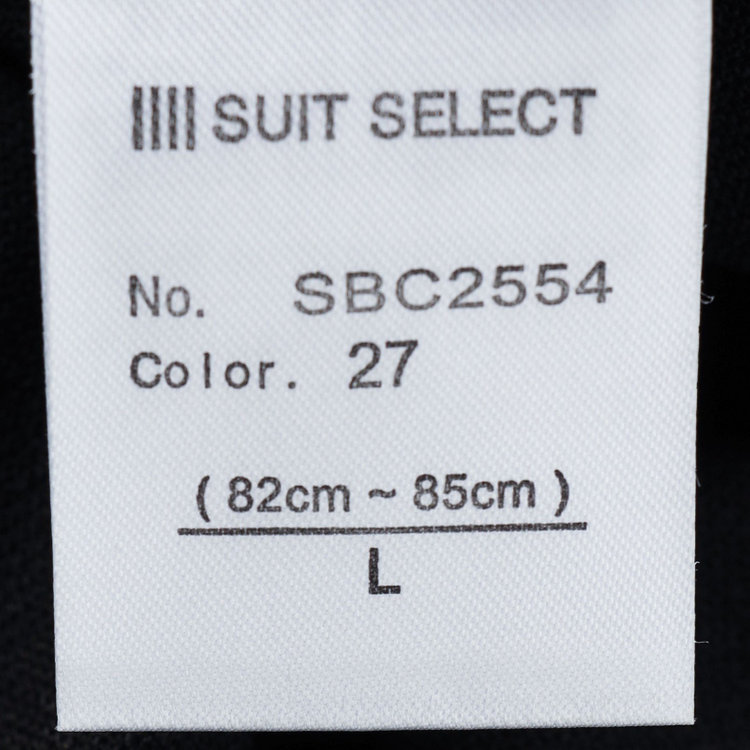 SUIT SELECT
No. SBC2554
Color. 27
( 82cm ~ 85cm )
L